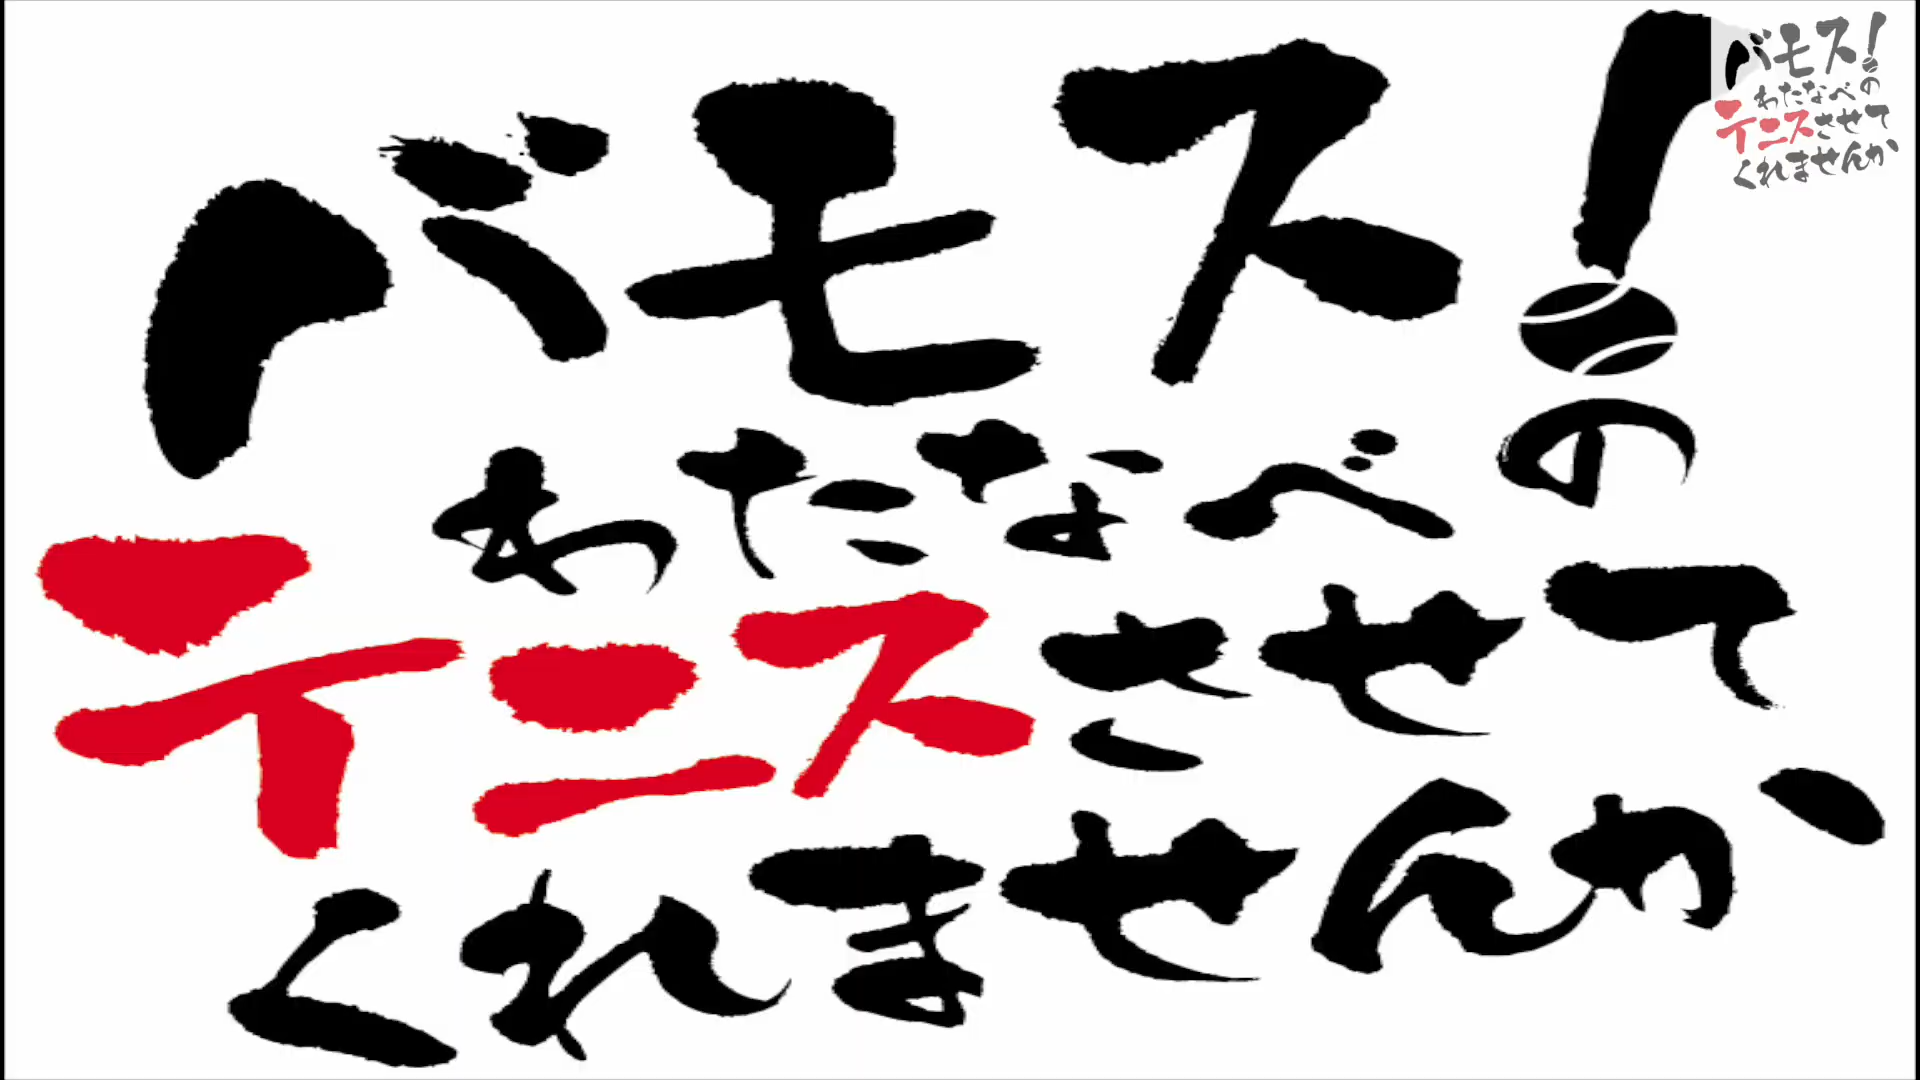 バモス!の
わたなべ
テニスさせて
くれませんか
バモス!
わたなべの
テニスさせて
くれませんか